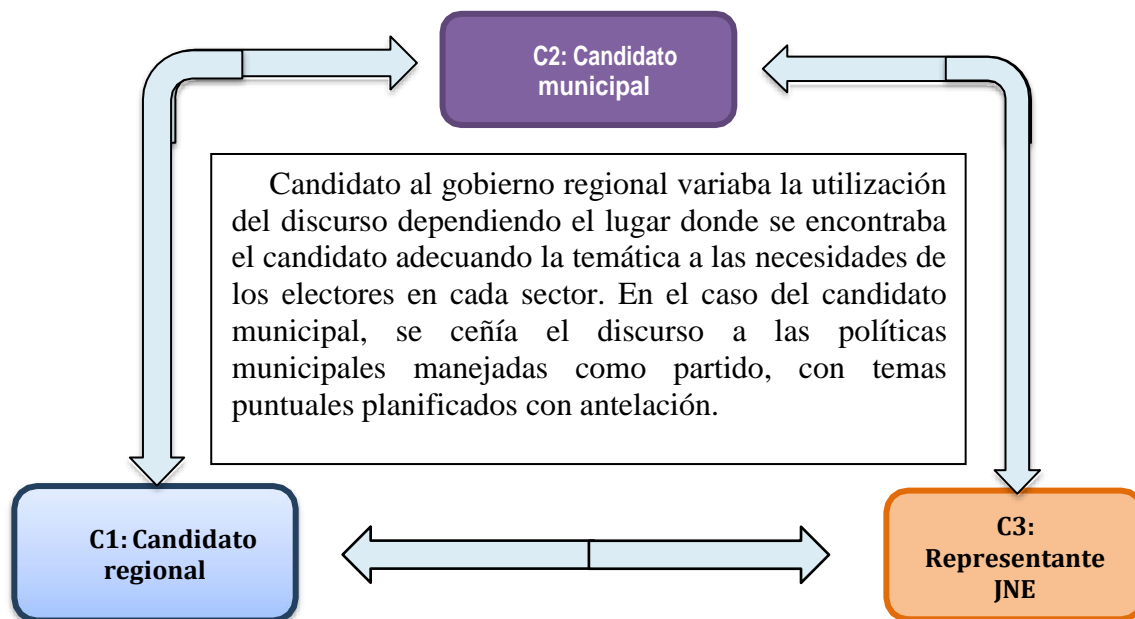 C2: Candidato
municipal
Candidato al gobierno regional variaba la utilización
del discurso dependiendo el lugar donde se encontraba
el candidato adecuando la temática a las necesidades de
los electores en cada sector. En el caso del candidato
municipal, se ceñía el discurso a las políticas
municipales manejadas como partido, con temas
puntuales planificados con antelación.
C1: Candidato
regional
C3:
Representante
JNE